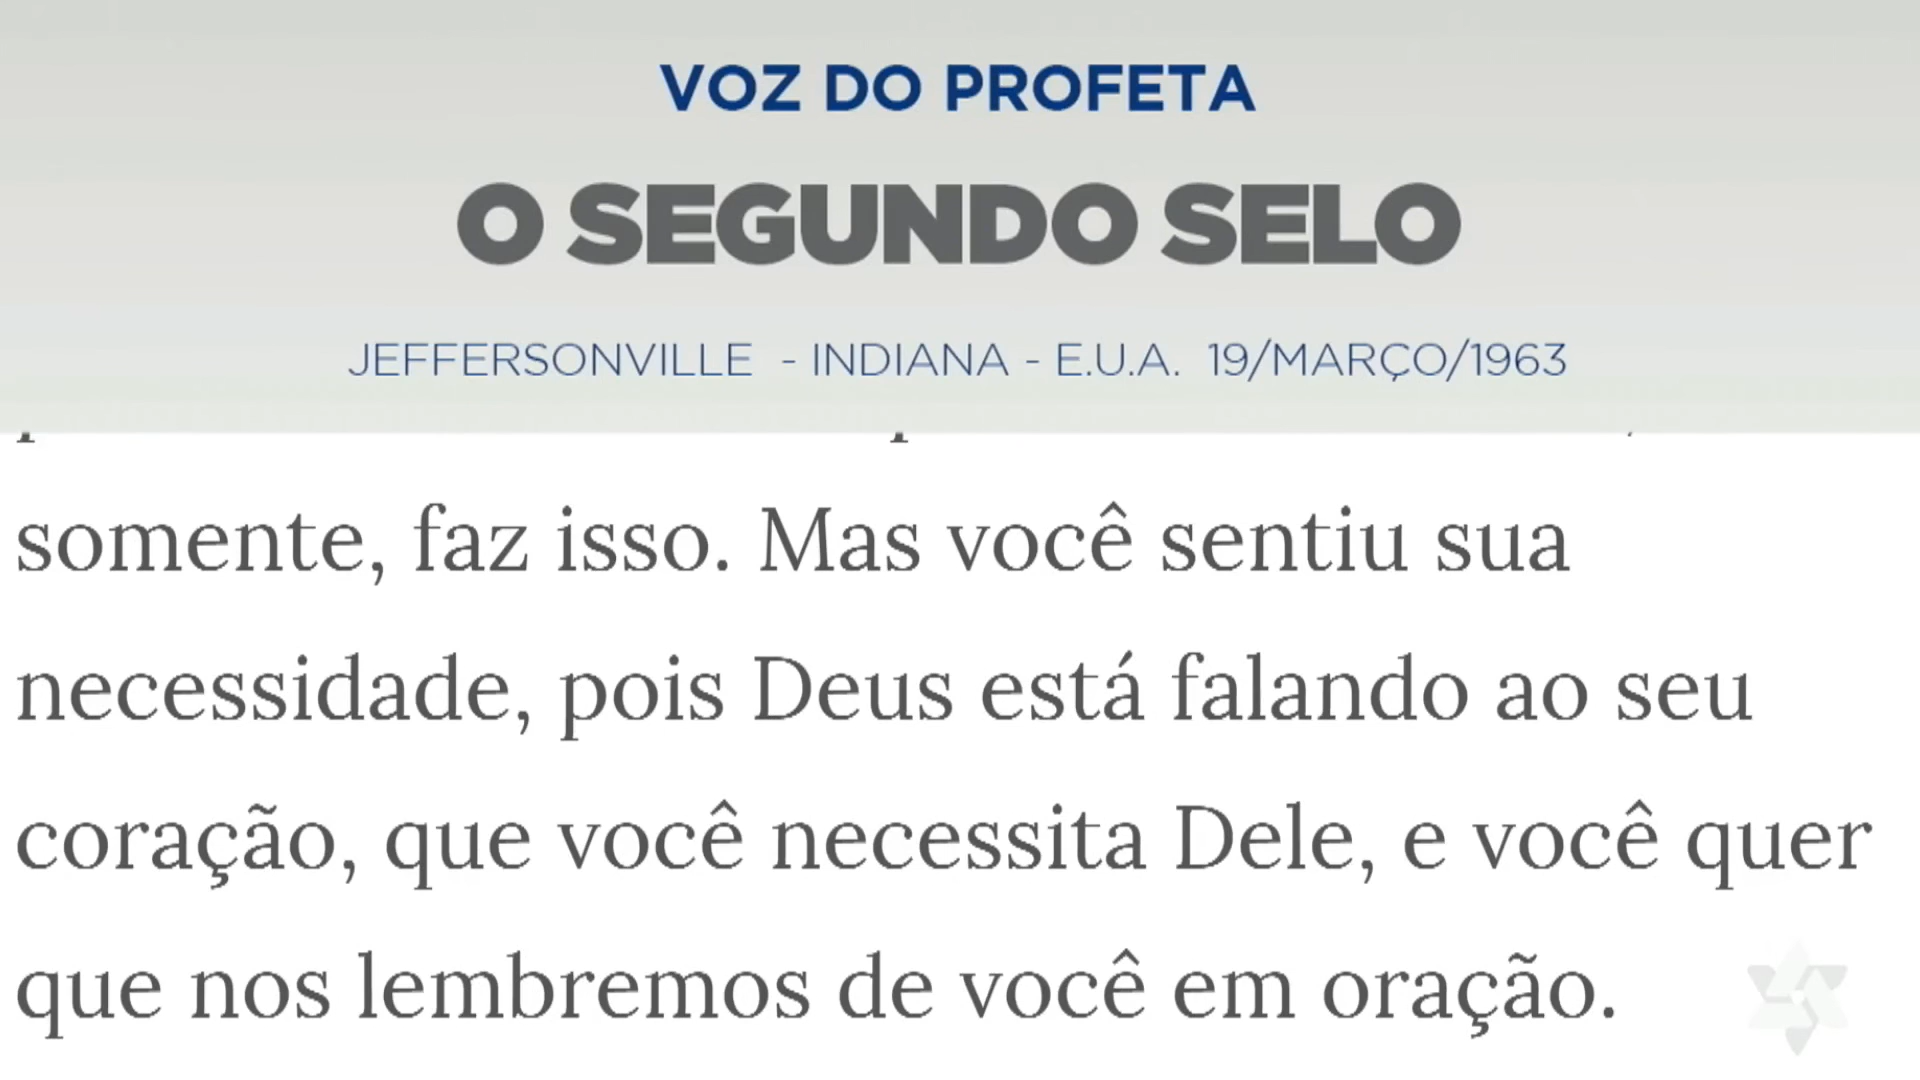 VOZ DO PROFETA
O SEGUNDO SELO
JEFFERSONVILLE - INDIANA - E.U.A. 19/MARÇO/1963
somente, faz isso. Mas você sentiu sua
necessidade, pois Deus está falando ao seu
coração, que você necessita Dele, e você quer
que nos lembremos de você em oração.